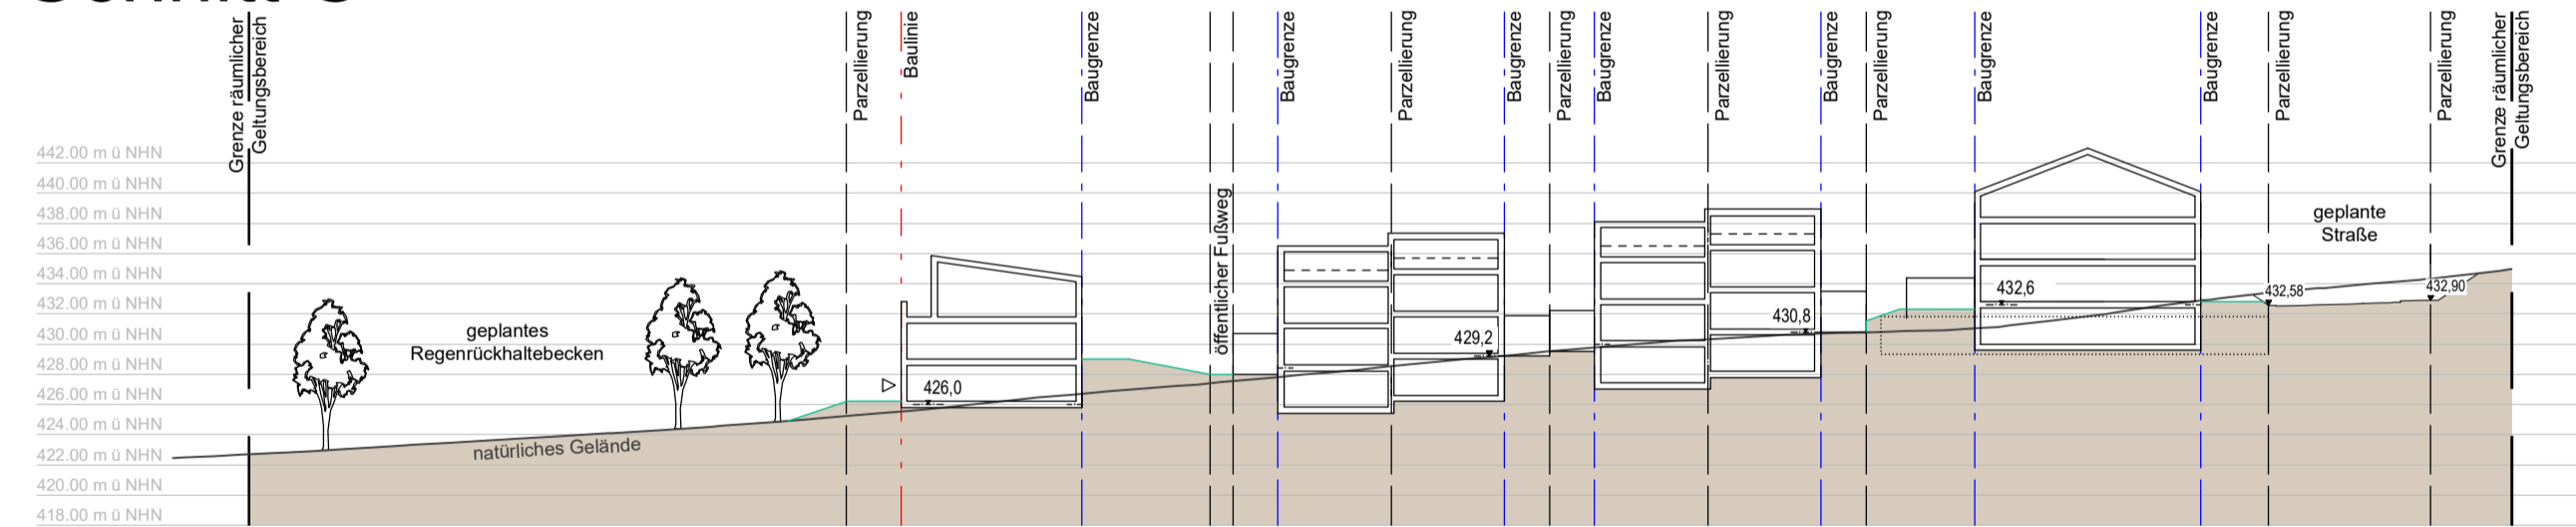 Grenze räumlicher
Geltungsbereich
Parzellierung
Baulinie
Baugrenze
Baugrenze
Parzellierung
Baugrenze
Parzellierung
Baugrenze
Parzellierung
Baugrenze
Parzellierung
Baugrenze
Baugrenze
Parzellierung
Parzellierung
Grenze räumlicher
Geltungsbereich
442.00 m ü NHN
440.00 m ü NHN
438.00 m ü NHN
436.00 m ü NHN
434.00 m ü NHN
432.00 m ü NHN
430.00 m ü NHN
428.00 m ü NHN
426.00 m ü NHN
424.00 m ü NHN
422.00 m ü NHN
420.00 m ü NHN
418.00 m ü NHN
geplantes
Regenrückhaltebecken
natürliches Gelände
426,0
öffentlicher Fußweg
429,2
430,8
432,6
geplante
Straße
432,58
432,90